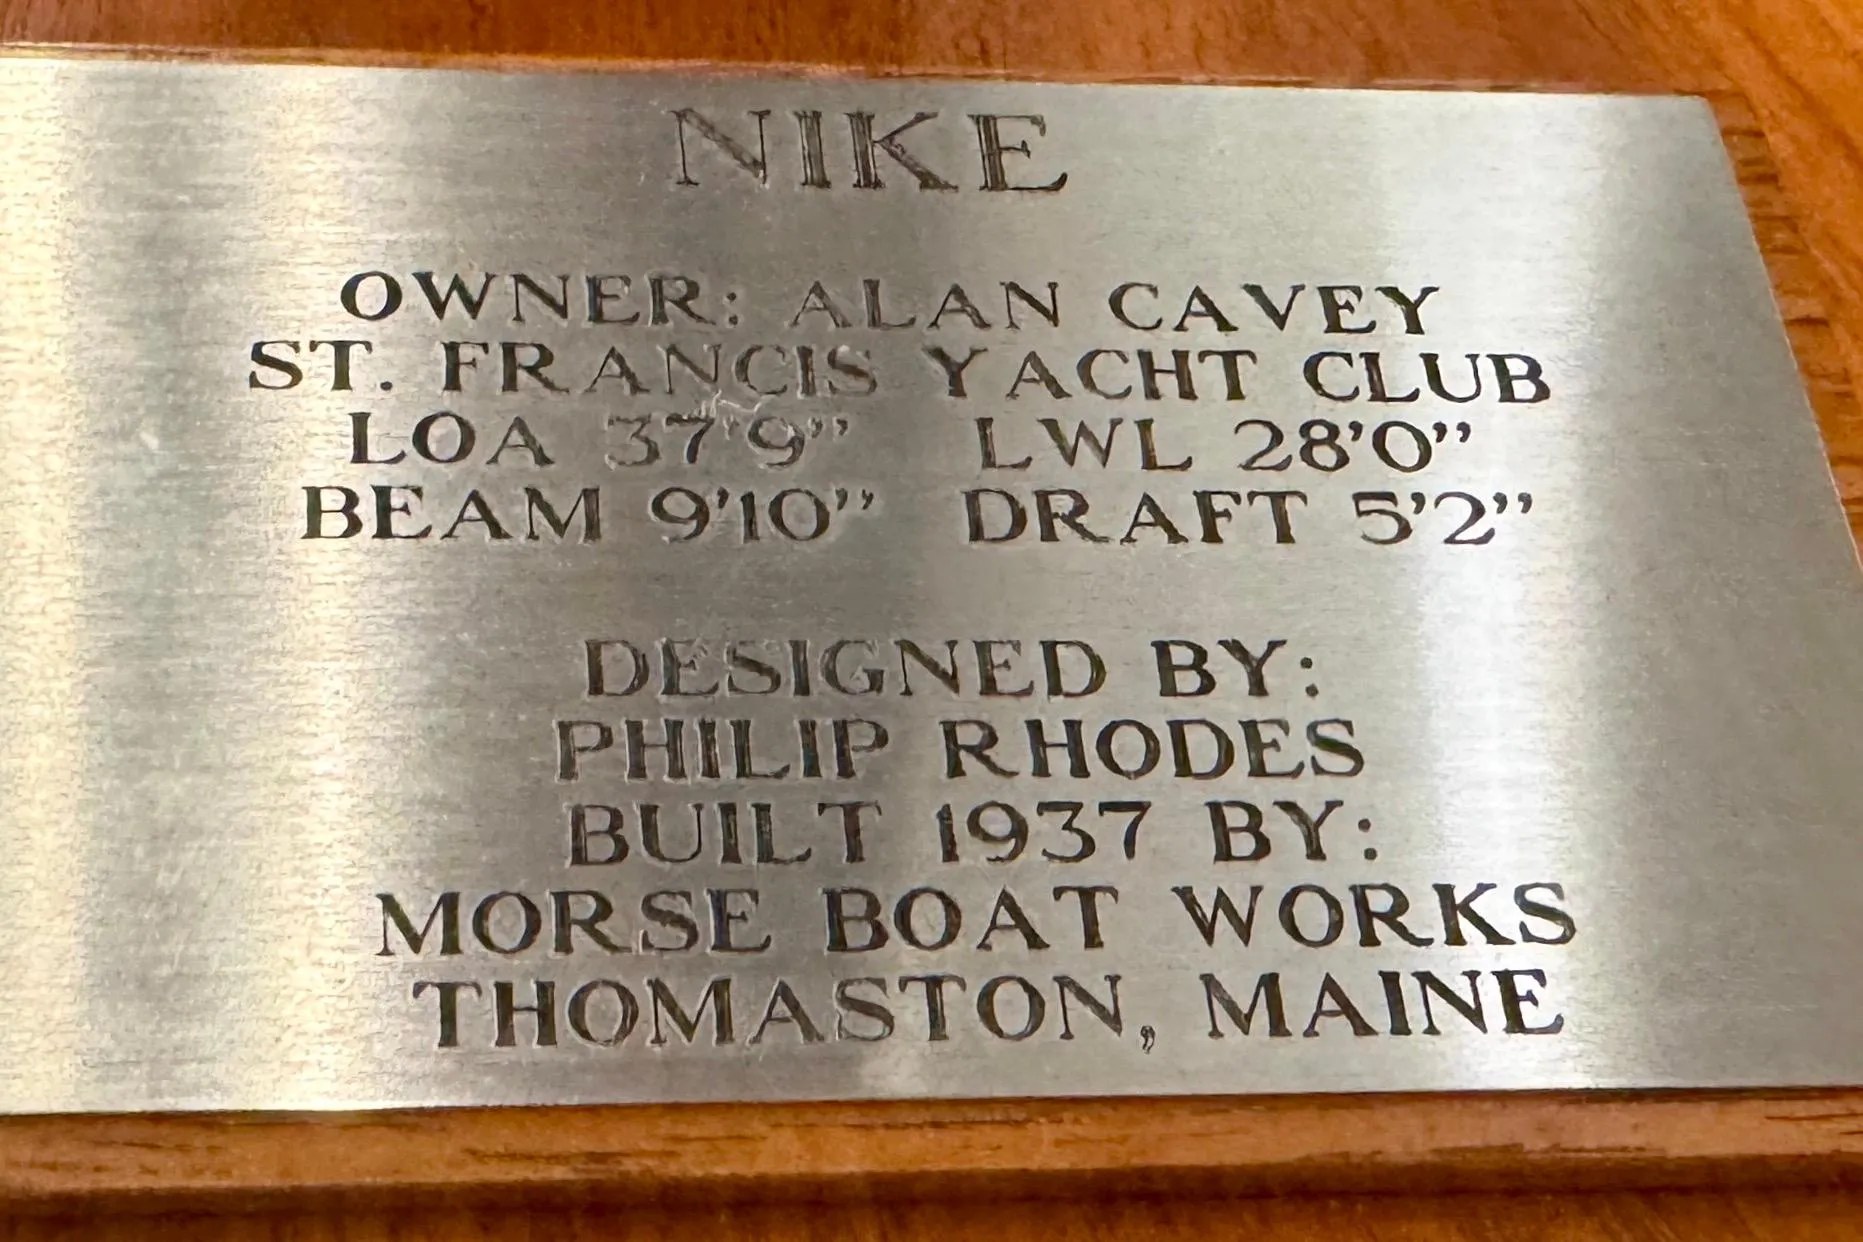 NIKE
OWNER: ALAN CAVEY
ST. FRANCIS YACHT CLUB
LOA 37'9" LWL 28'0"
BEAM 9'10" DRAFT 5'2"
DESIGNED BY:
PHILIP RHODES
BUILT 1937 BY:
MORSE BOAT WORKS
THOMASTON, MAINE